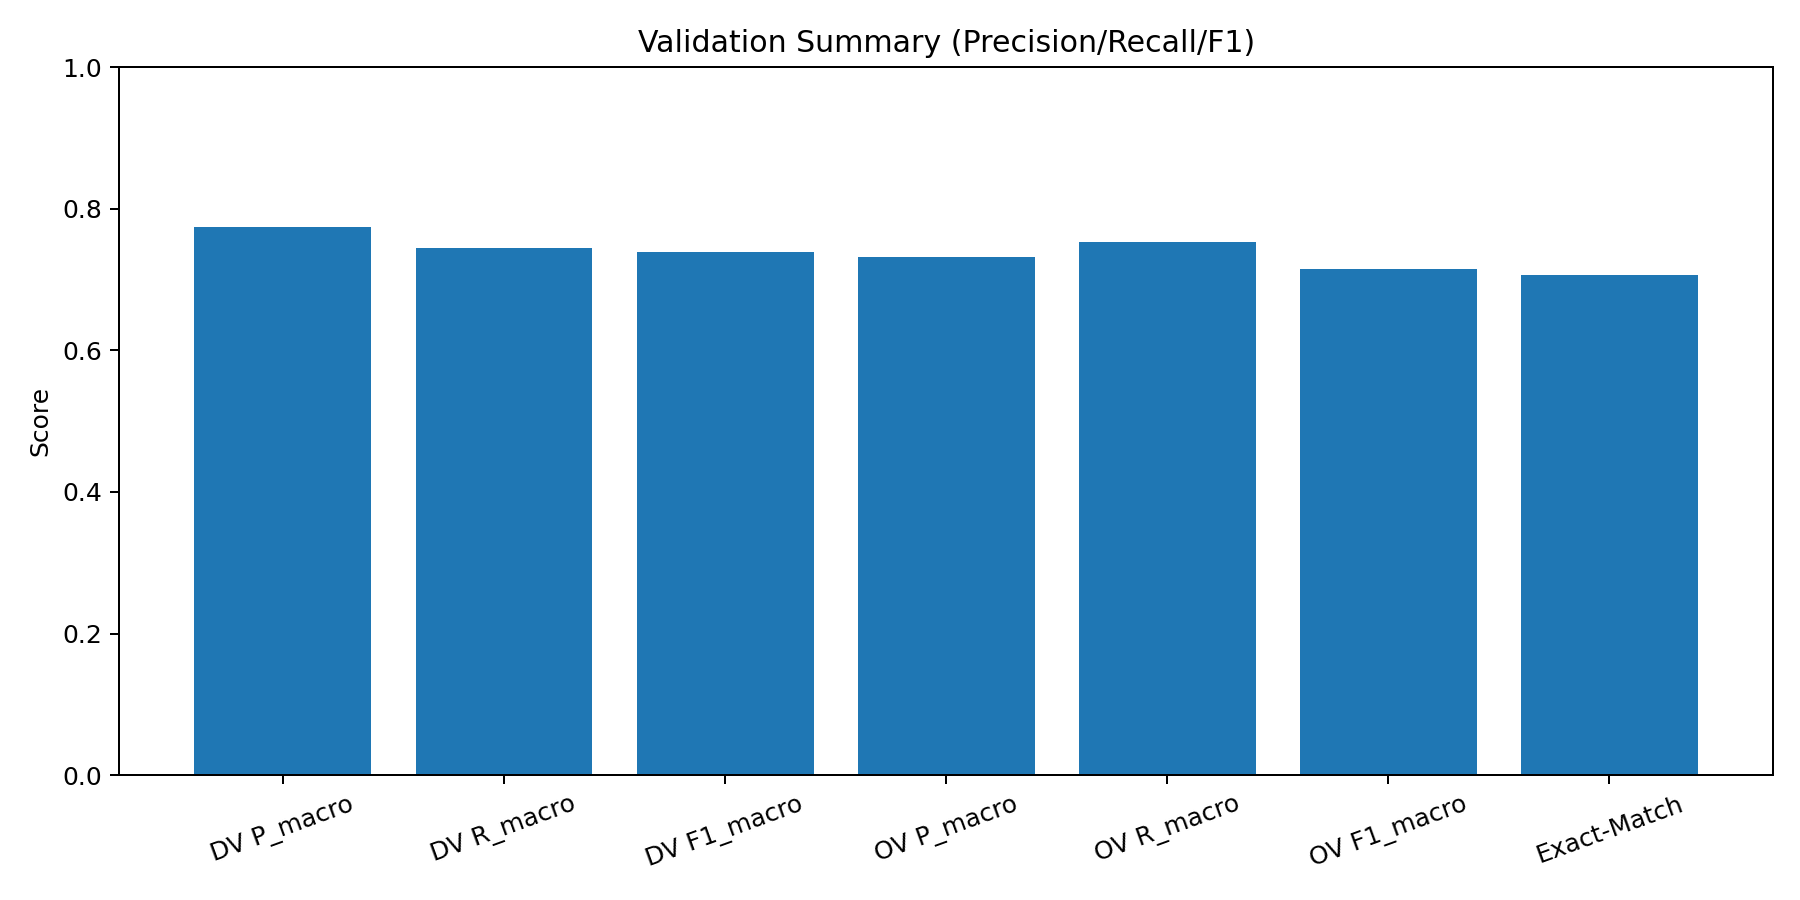 Validation Summary (Precision/Recall/F1)
1.0
0.8
0.6
0.4
0.2
0.0
Score
DV P_macro
DV R_macro
DV F1_macro
OV P_macro
OV R_macro
OV F1_macro
Exact-Match